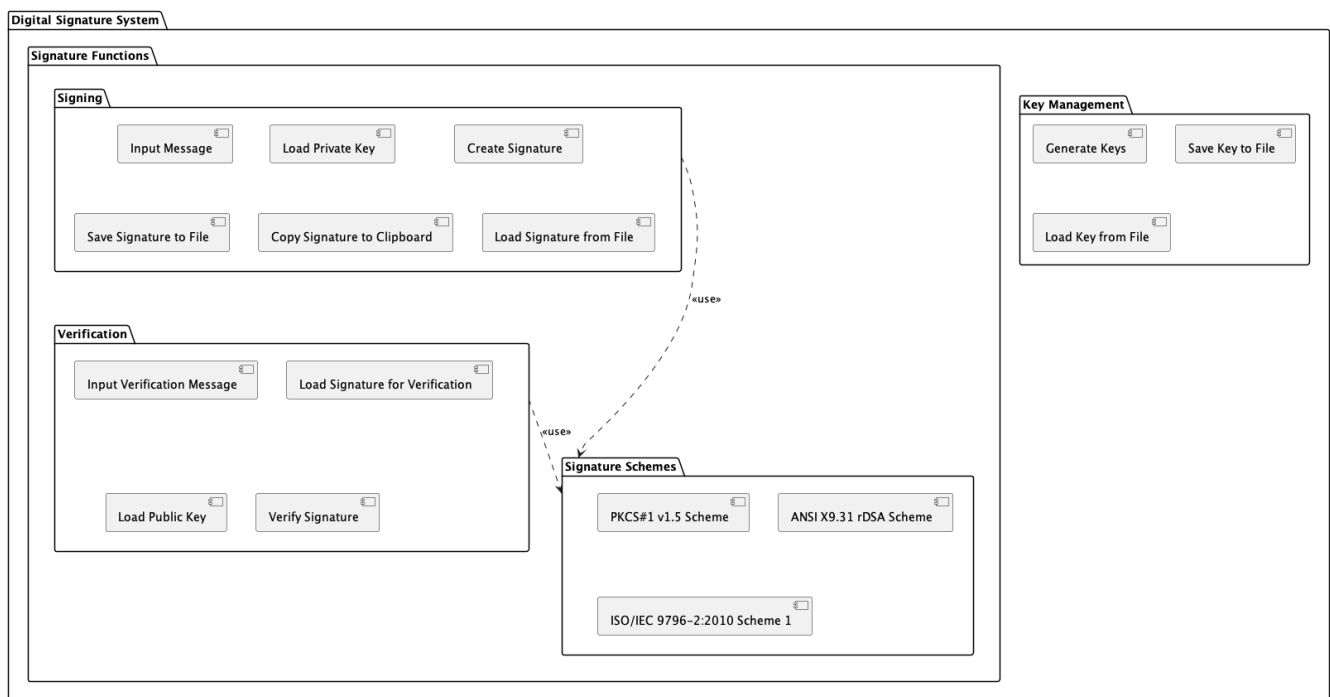 Digital Signature System
Signature Functions
Signing
Input Message
Load Private Key
Create Signature
Save Signature to File
Copy Signature to Clipboard
Load Signature from File
«use»
Verification
Input Verification Message
Load Signature for Verification
Load Public Key
Verify Signature
«use»
Signature Schemes
PKCS#1 v1.5 Scheme
ANSI X9.31 rDSA Scheme
ISO/IEC 9796-2:2010 Scheme 1
Key Management
Generate Keys
Save Key to File
Load Key from File